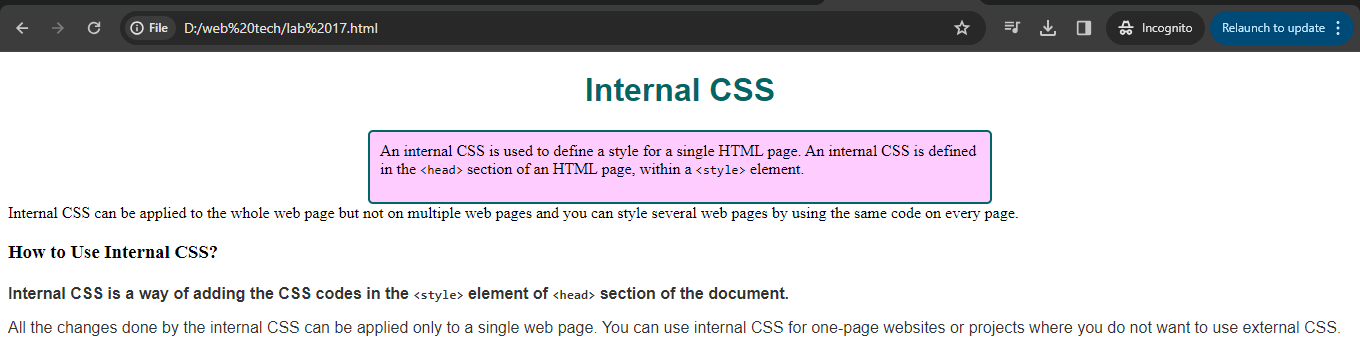 File D:/web%20tech/lab%2017.html Incognito Relaunch to update
Internal CSS
An internal CSS is used to define a style for a single HTML page. An internal CSS is defined
in the <head> section of an HTML page, within a <style> element.
Internal CSS can be applied to the whole web page but not on multiple web pages and you can style several web pages by using the same code on every page.
How to Use Internal CSS?
Internal CSS is a way of adding the CSS codes in the <style> element of <head> section of the document.
All the changes done by the internal CSS can be applied only to a single web page. You can use internal CSS for one-page websites or projects where you do not want to use external CSS.